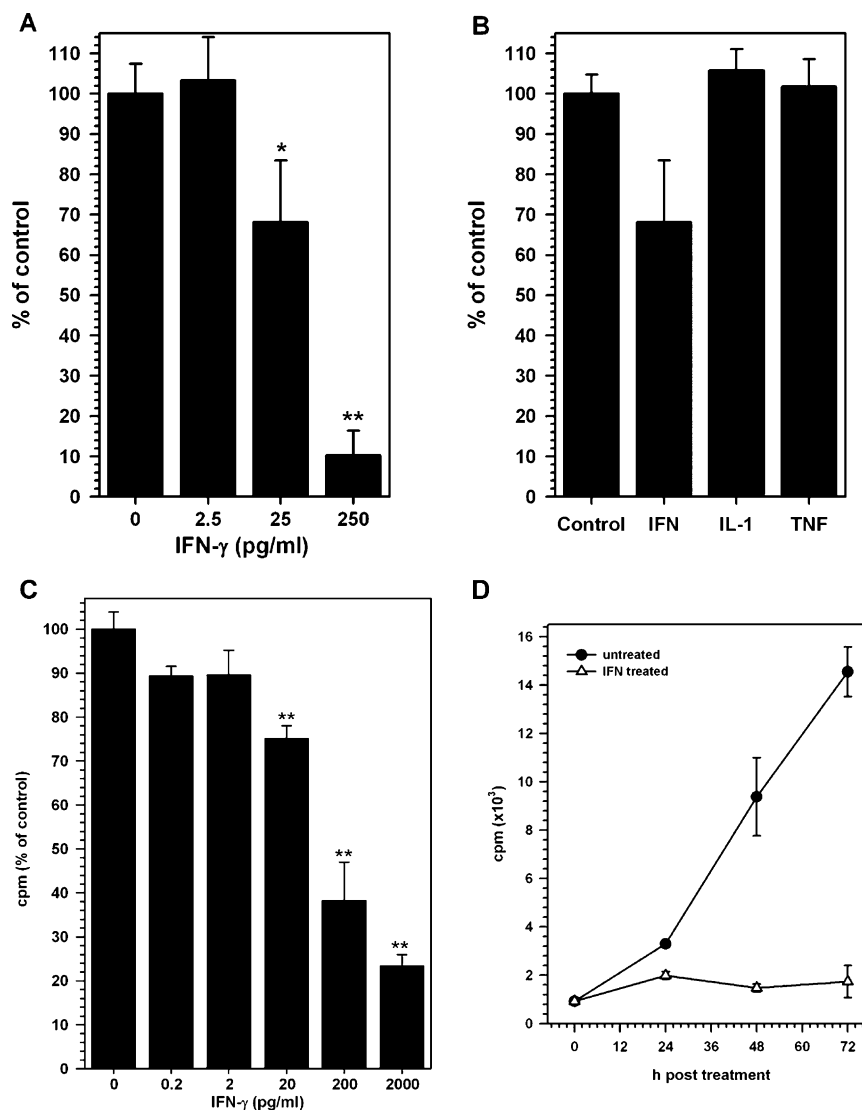 A
110
100
90
80
70
60
50
40
30
20
10
0
% of control
*
**
0 2.5 25 250
IFN-γ (pg/ml)
B
110
100
90
80
70
60
50
40
30
20
10
0
% of control
Control IFN IL-1 TNF
C
100
90
80
70
60
50
40
30
20
10
0
cpm (% of control)
**
**
**
0 0.2 2 20 200 2000
IFN-γ (pg/ml)
D
16
14
12
10
8
6
4
2
0
cpm (x10³)
untreated
IFN treated
0 12 24 36 48 60 72
h post treatment